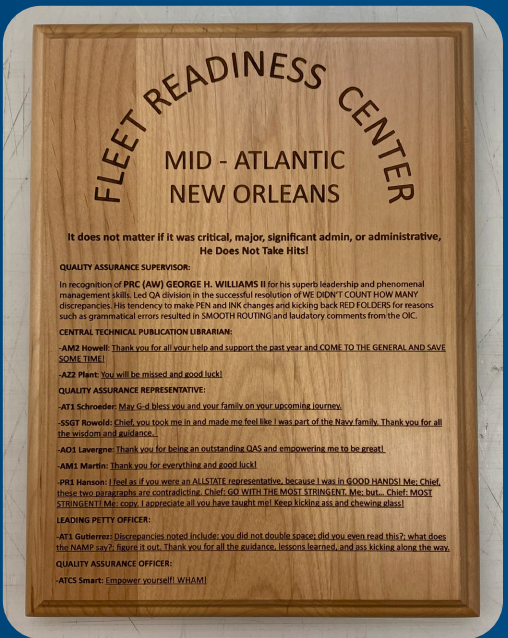 FLEET READINESS CENTER
MID - ATLANTIC
NEW ORLEANS
It does not matter if it was critical, major, significant admin, or administrative,
He Does Not Take Hits!
QUALITY ASSURANCE SUPERVISOR:
In recognition of PRC (AW) GEORGE H. WILLIAMS II for his superb leadership and phenomenal
management skills. Led QA division in the successful resolution of WE DIDN'T COUNT HOW MANY
discrepancies. His tendency to make PEN and INK changes and kicking back RED FOLDERS for reasons
such as grammatical errors resulted in SMOOTH ROUTING and laudatory comments from the OIC.
CENTRAL TECHNICAL PUBLICATION LIBRARIAN:
-AM2 Howell: Thank you for all your help and support the past year and COME TO THE GENERAL AND SAVE
SOME TIME!
-AZ2 Plant: You will be missed and good luck!
QUALITY ASSURANCE REPRESENTATIVE:
-AT1 Schroeder: May G-d bless you and your family on your upcoming journey.
-SSGT Rowold: Chief, you took me in and made me feel like I was part of the Navy family. Thank you for all
the wisdom and guidance.
-AO1 Lavergne: Thank you for being an outstanding QAS and empowering me to be great!
-AM1 Martin: Thank you for everything and good luck!
-PR1 Hanson: I feel as if you were an ALLSTATE representative, because I was in GOOD HANDS! Me; Chief,
these two paragraphs are contradicting. Chief; GO WITH THE MOST STRINGENT. Me; but... Chief: MOST
STRINGENT! Me: copy. I appreciate all you have taught me! Keep kicking ass and chewing glass!
LEADING PETTY OFFICER:
-AT1 Gutierrez: Discrepancies noted include: you did not double space; did you even read this?; what does
the NAMP say?; figure it out. Thank you for all the guidance, lessons learned, and ass kicking along the way.
QUALITY ASSURANCE OFFICER:
-ATCS Smart: Empower yourself! WHAM!